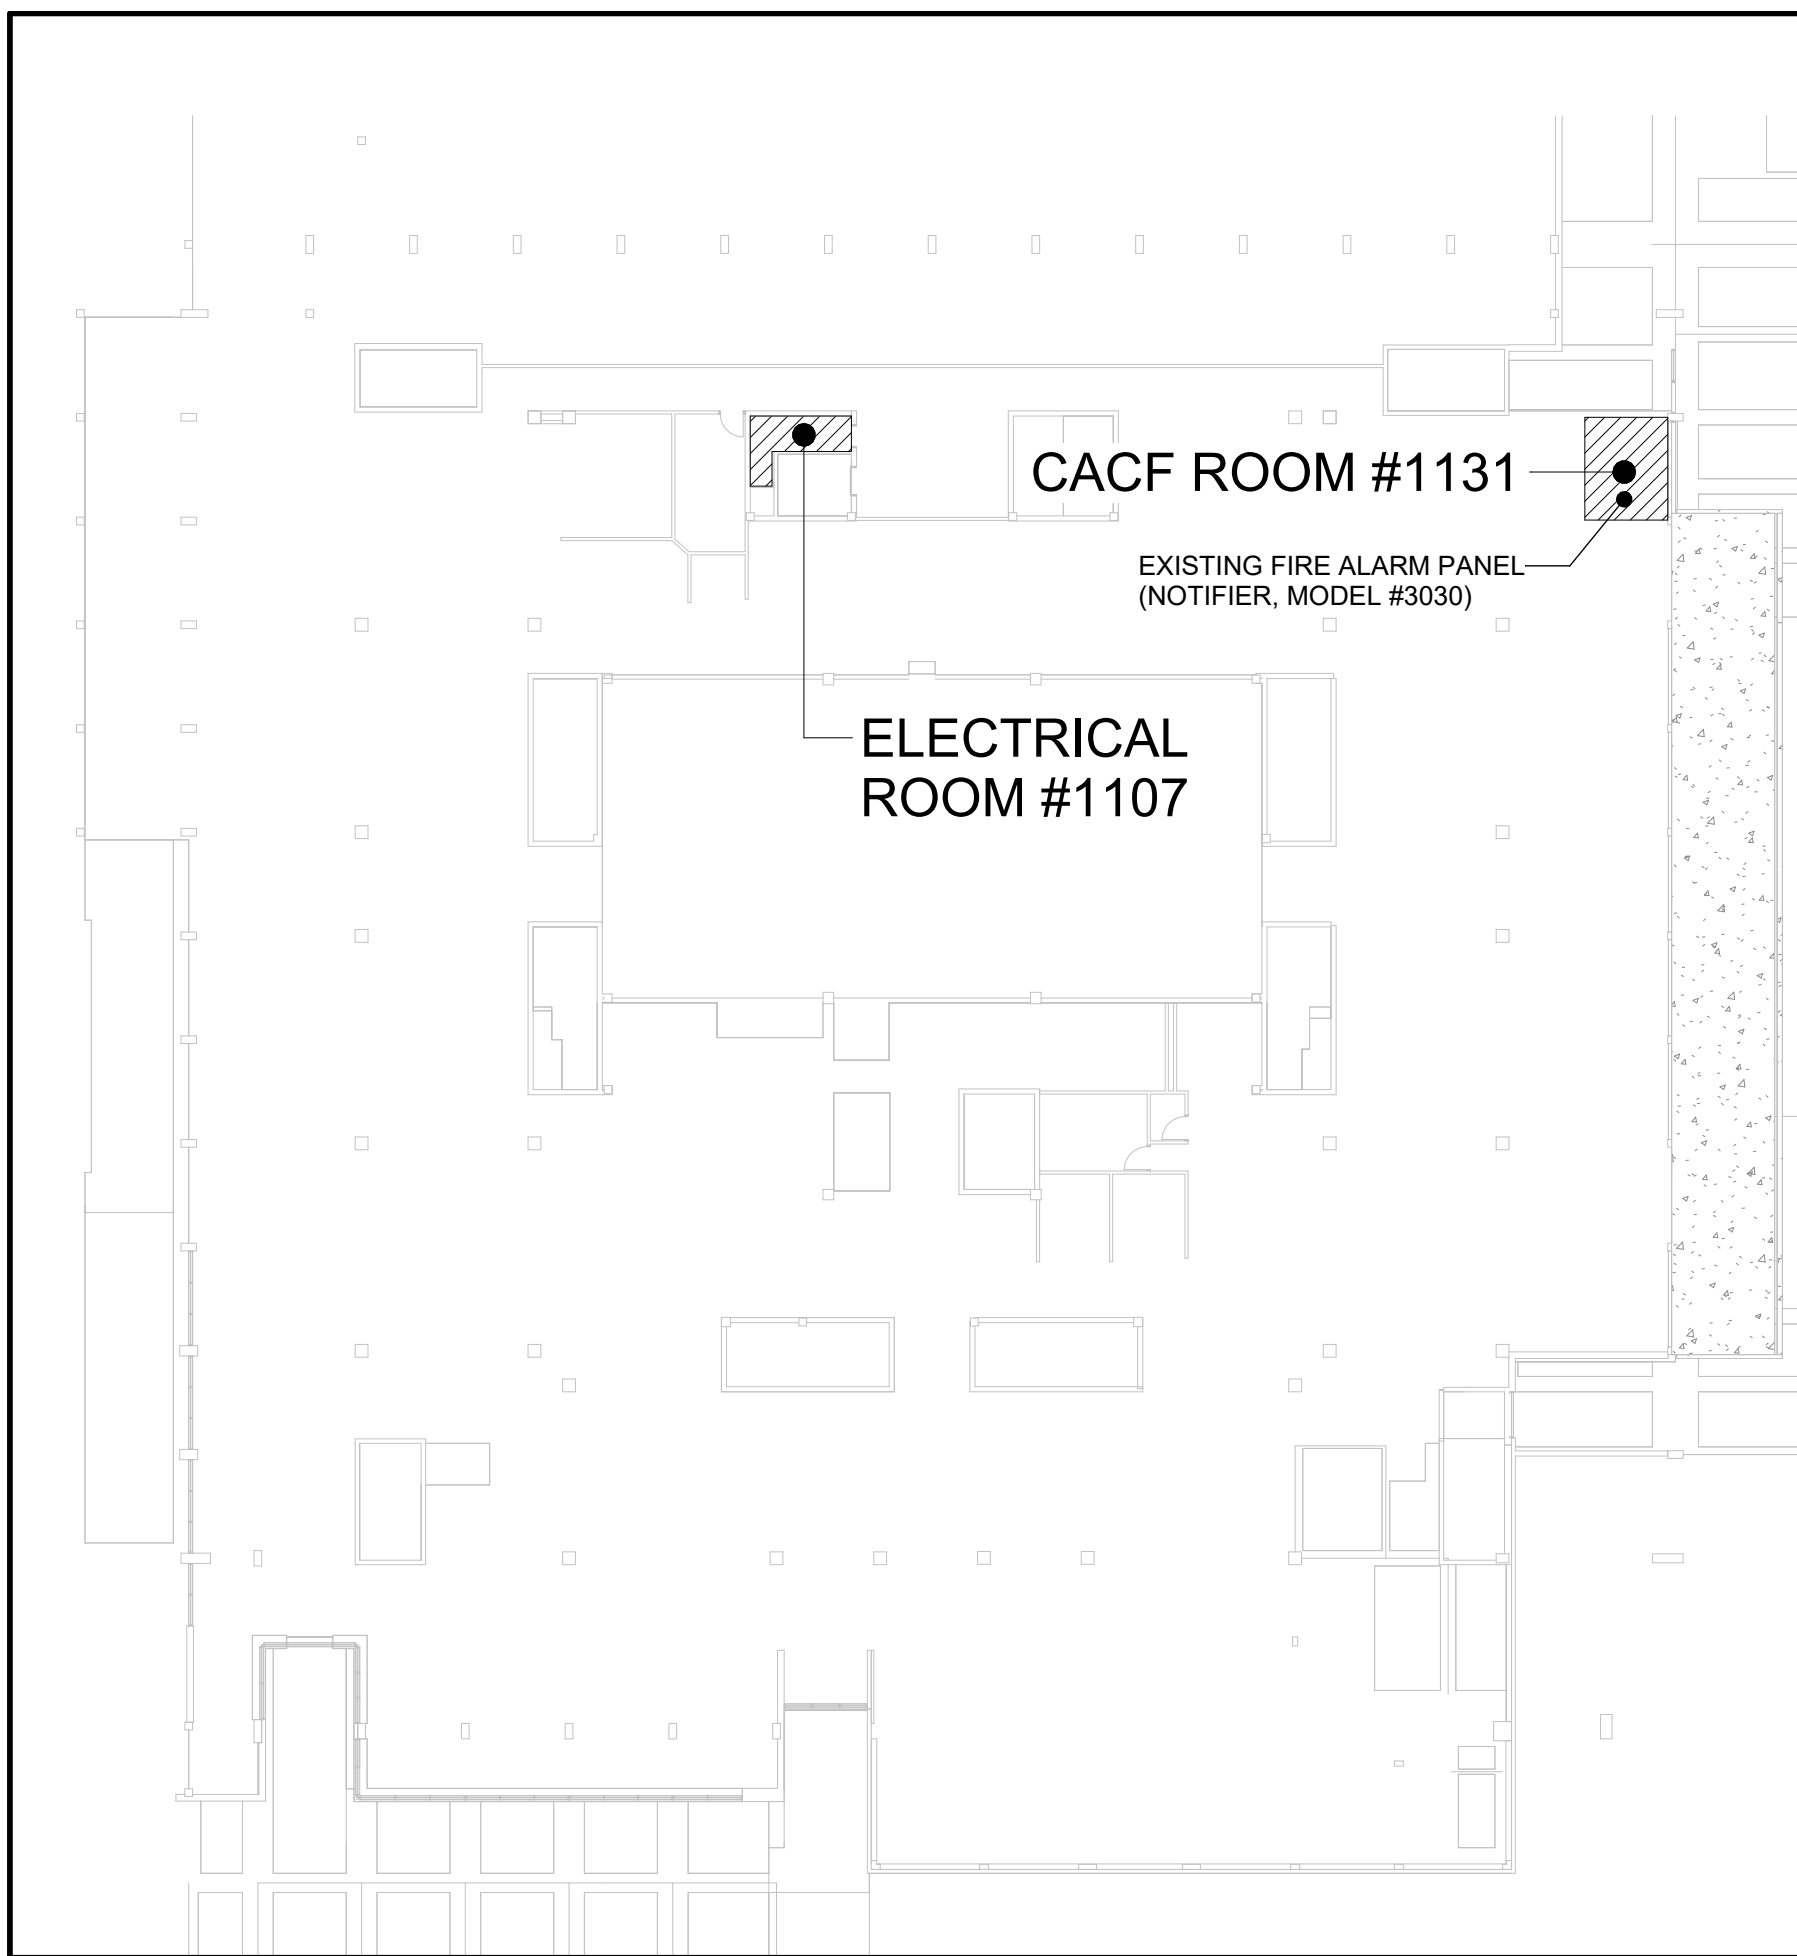 CACF ROOM #1131
EXISTING FIRE ALARM PANEL
(NOTIFIER, MODEL #3030)
ELECTRICAL
ROOM #1107